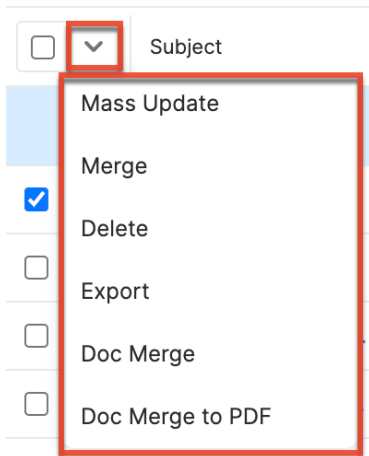 Subject
Mass Update
Merge
Delete
Export
Doc Merge
Doc Merge to PDF